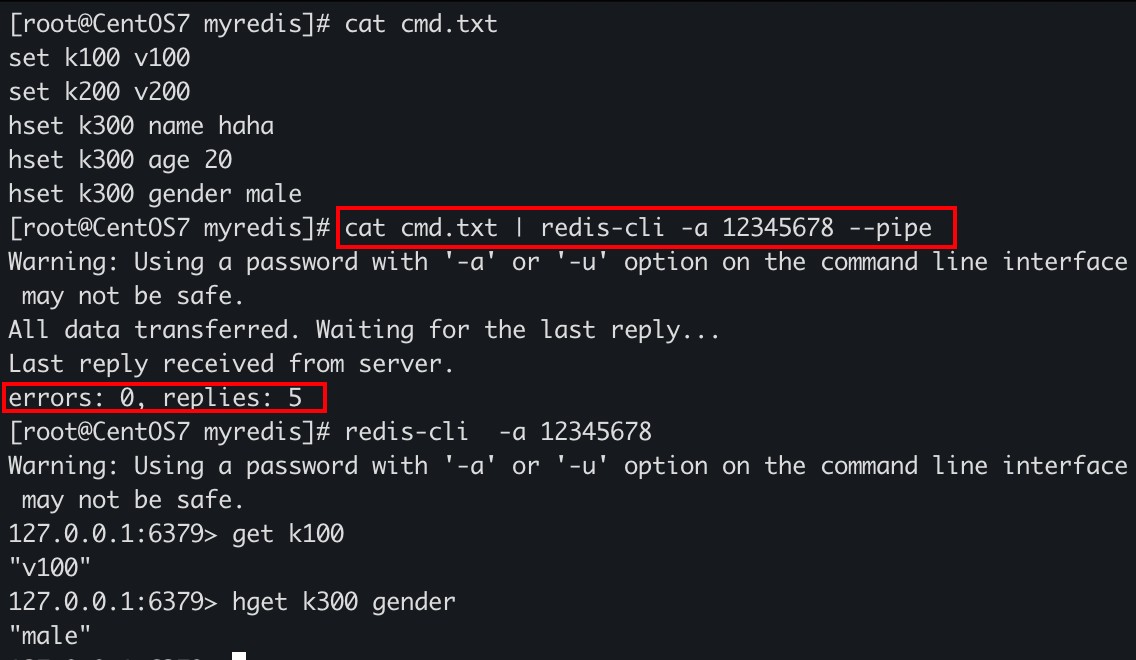 [root@CentOS7 myredis]# cat cmd.txt
set k100 v100
set k200 v200
hset k300 name haha
hset k300 age 20
hset k300 gender male
[root@CentOS7 myredis]# cat cmd.txt | redis-cli -a 12345678 --pipe
Warning: Using a password with '-a' or '-u' option on the command line interface
 may not be safe.
All data transferred. Waiting for the last reply...
Last reply received from server.
errors: 0, replies: 5
[root@CentOS7 myredis]# redis-cli  -a 12345678
Warning: Using a password with '-a' or '-u' option on the command line interface
 may not be safe.
127.0.0.1:6379> get k100
"v100"
127.0.0.1:6379> hget k300 gender
"male"